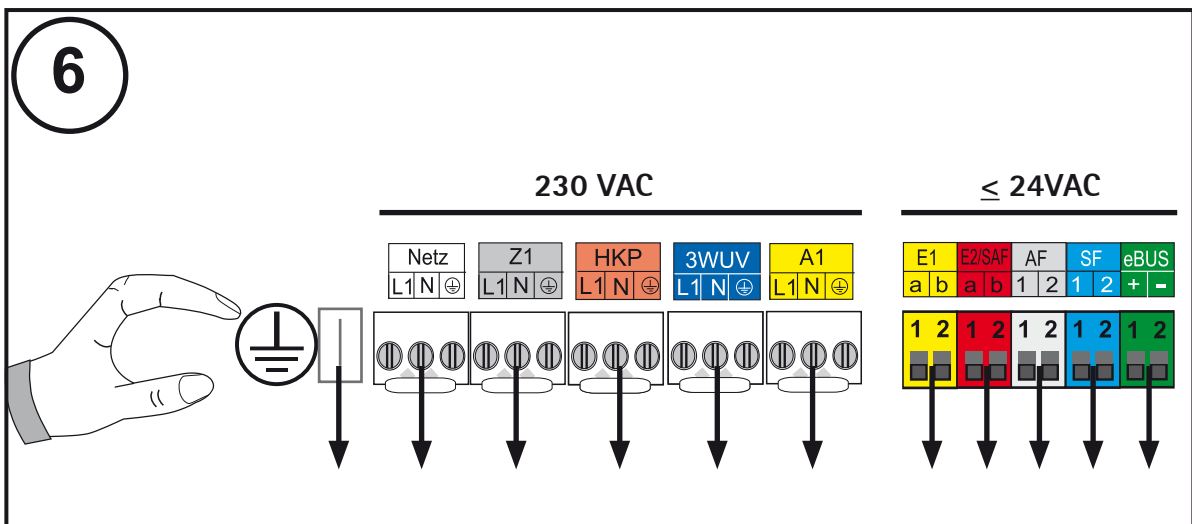 6
230 VAC
≤ 24VAC
Netz Z1 HKP 3WUV A1
L1 N ⏚ L1 N ⏚ L1 N ⏚ L1 N ⏚ L1 N ⏚
E1 E2/SAF AF SF eBUS
a b a b 1 2 1 2 + -
1 2 1 2 1 2 1 2 1 2